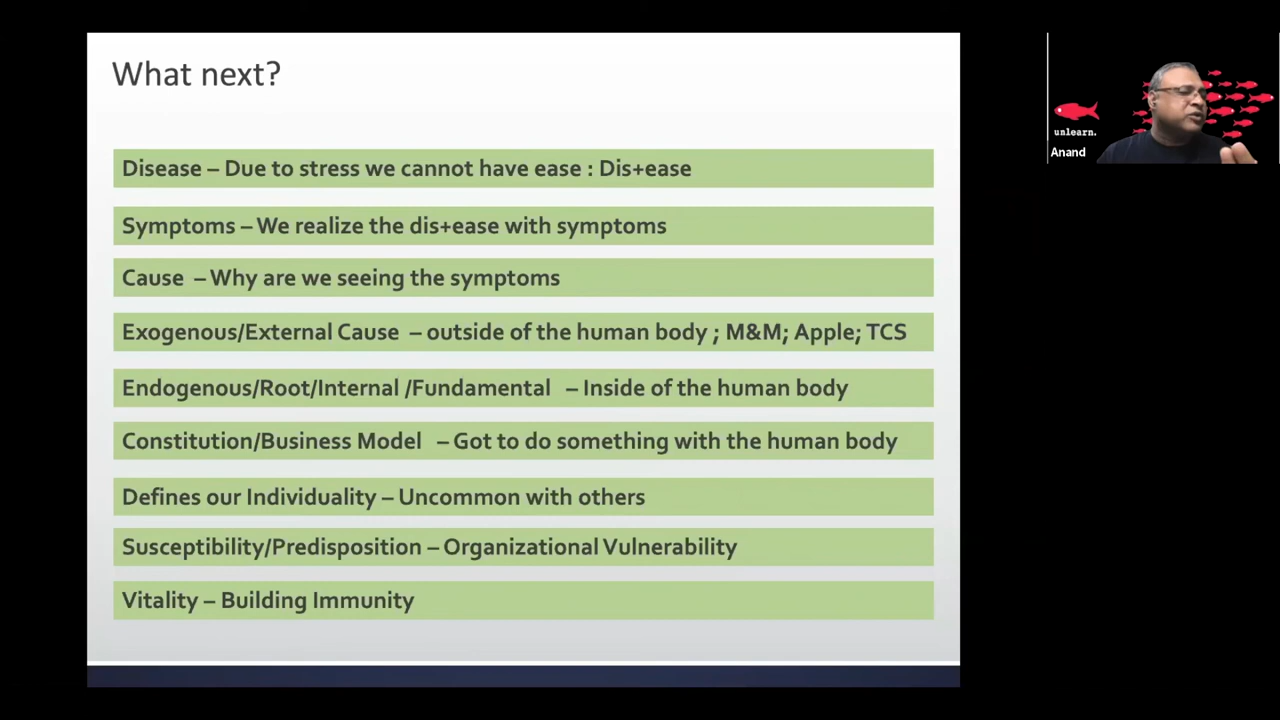 What next?
Disease – Due to stress we cannot have ease : Dis+ease
Symptoms – We realize the dis+ease with symptoms
Cause – Why are we seeing the symptoms
Exogenous/External Cause – outside of the human body ; M&M; Apple; TCS
Endogenous/Root/Internal /Fundamental – Inside of the human body
Constitution/Business Model – Got to do something with the human body
Defines our Individuality – Uncommon with others
Susceptibility/Predisposition – Organizational Vulnerability
Vitality – Building Immunity
unlearn.
Anand